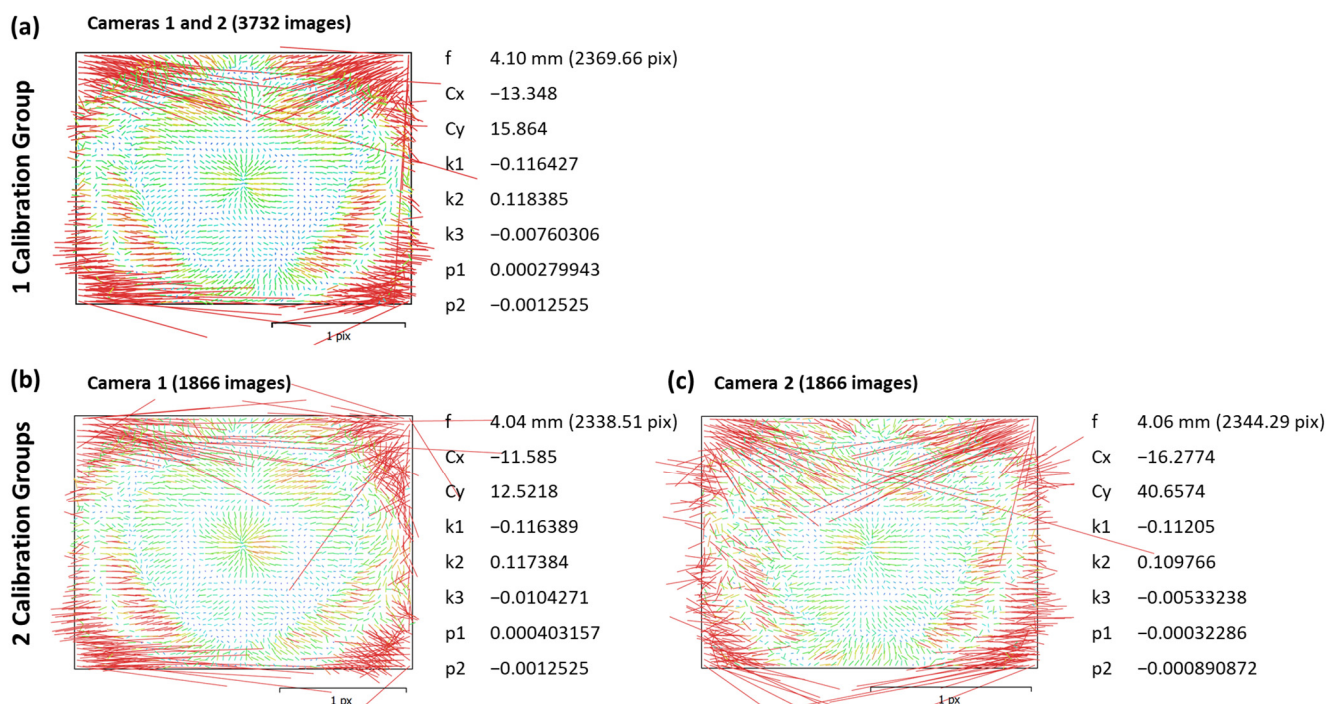 (a)
Cameras 1 and 2 (3732 images)
1 Calibration Group
f 4.10 mm (2369.66 pix)
Cx −13.348
Cy 15.864
k1 −0.116427
k2 0.118385
k3 −0.00760306
p1 0.000279943
p2 −0.0012525
1 pix
2 Calibration Groups
(b)
Camera 1 (1866 images)
f 4.04 mm (2338.51 pix)
Cx −11.585
Cy 12.5218
k1 −0.116389
k2 0.117384
k3 −0.0104271
p1 0.000403157
p2 −0.0012525
1 px
(c)
Camera 2 (1866 images)
f 4.06 mm (2344.29 pix)
Cx −16.2774
Cy 40.6574
k1 −0.11205
k2 0.109766
k3 −0.00533238
p1 −0.00032286
p2 −0.000890872
1 px